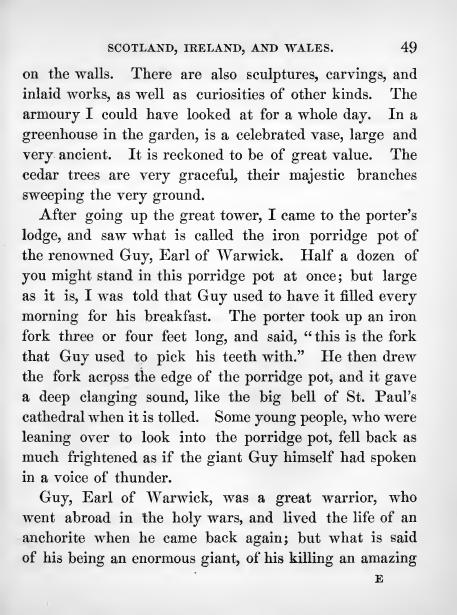 SCOTLAND, IRELAND, AND WALES. 49
on the walls. There are also sculptures, carvings, and
inlaid works, as well as curiosities of other kinds. The
armoury I could have looked at for a whole day. In a
greenhouse in the garden, is a celebrated vase, large and
very ancient. It is reckoned to be of great value. The
cedar trees are very graceful, their majestic branches
sweeping the very ground.
After going up the great tower, I came to the porter's
lodge, and saw what is called the iron porridge pot of
the renowned Guy, Earl of Warwick. Half a dozen of
you might stand in this porridge pot at once; but large
as it is, I was told that Guy used to have it filled every
morning for his breakfast. The porter took up an iron
fork three or four feet long, and said, "this is the fork
that Guy used to pick his teeth with." He then drew
the fork across the edge of the porridge pot, and it gave
a deep clanging sound, like the big bell of St. Paul's
cathedral when it is tolled. Some young people, who were
leaning over to look into the porridge pot, fell back as
much frightened as if the giant Guy himself had spoken
in a voice of thunder.
Guy, Earl of Warwick, was a great warrior, who
went abroad in the holy wars, and lived the life of an
anchorite when he came back again; but what is said
of his being an enormous giant, of his killing an amazing
E